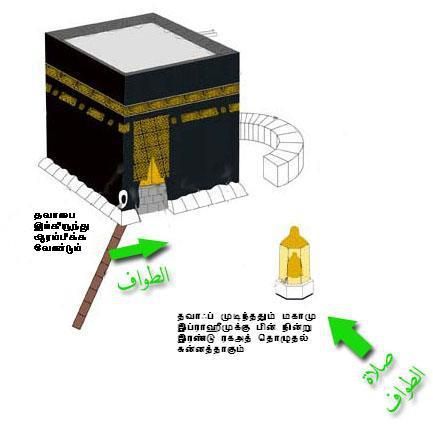 தவாபை
இங்கிருந்து
ஆரம்பிக்க
வேண்டும்
الطواف
தவாஃப் முடிந்ததும் மகாமு
இப்ராஹீமுக்கு பின் நின்று
இரண்டு ரகஅத் தொழுதல்
சுன்னத்தாகும்
صلاة
الطواف